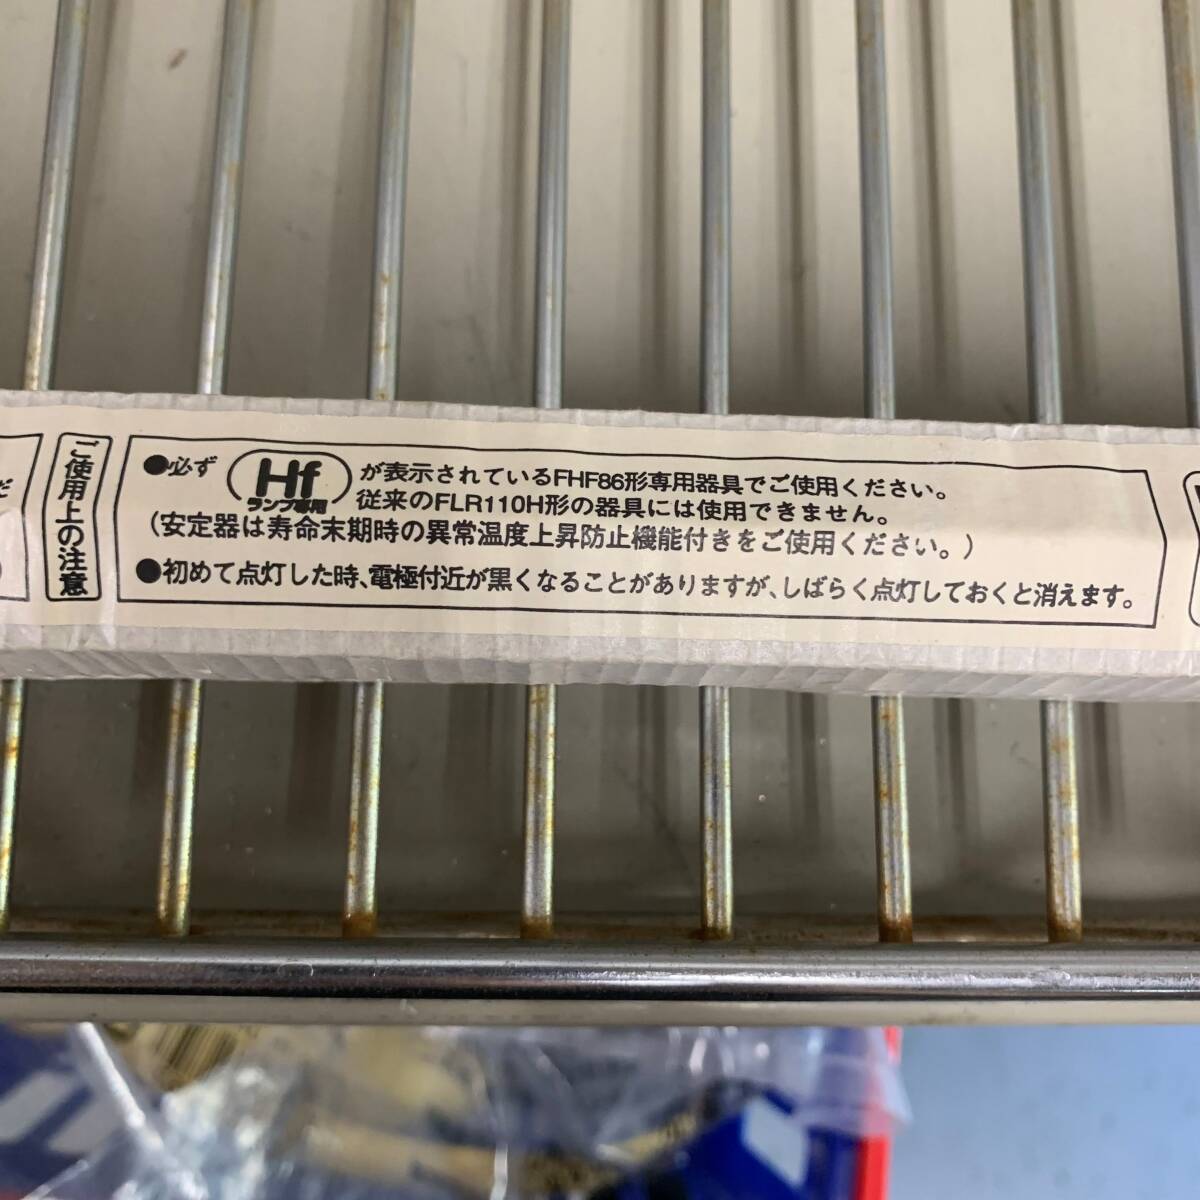 ご使用上の注意
●必ず Hf ランプ専用 が表示されているFHF86形専用器具でご使用ください。
従来のFLR110H形の器具には使用できません。
（安定器は寿命末期時の異常温度上昇防止機能付きをご使用ください。）
●初めて点灯した時、電極付近が黒くなることがありますが、しばらく点灯しておくと消えます。